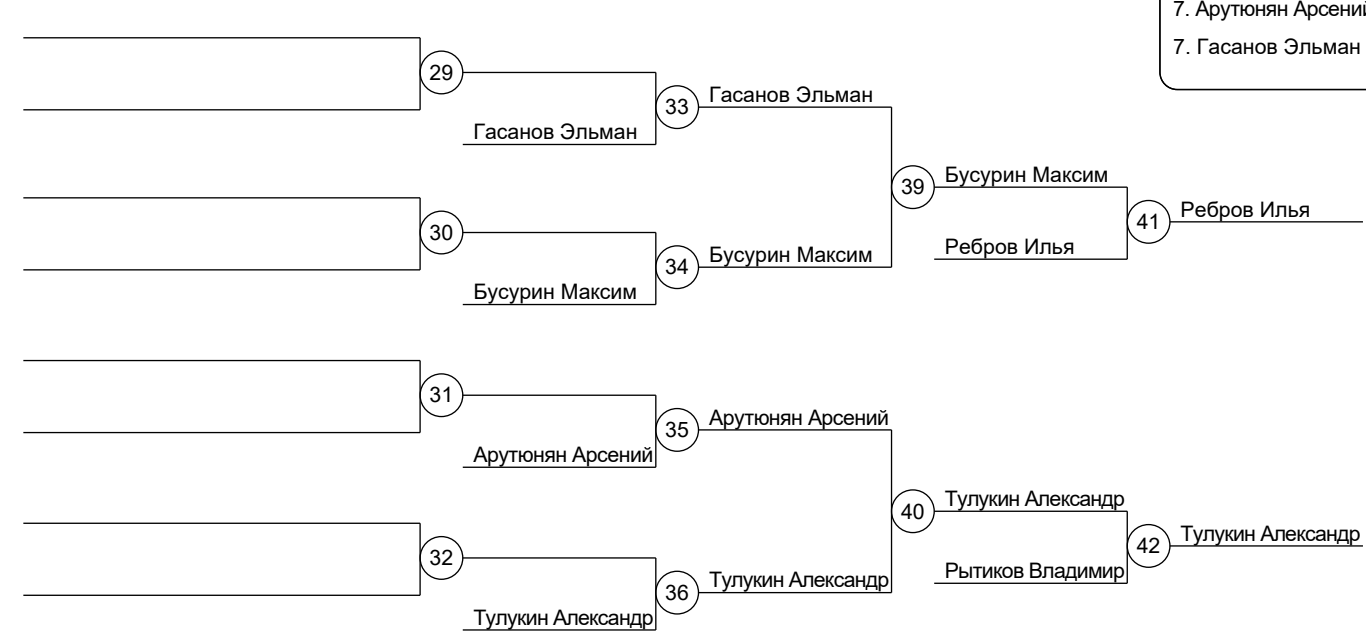 7. Арутюнян Арсений
7. Гасанов Эльман
29
33
Гасанов Эльман
Гасанов Эльман
39
Бусурин Максим
30
34
Бусурин Максим
Бусурин Максим
Ребров Илья
41
Ребров Илья
31
35
Арутюнян Арсений
Арутюнян Арсений
40
Тулукин Александр
32
36
Тулукин Александр
Тулукин Александр
Рытиков Владимир
42
Тулукин Александр